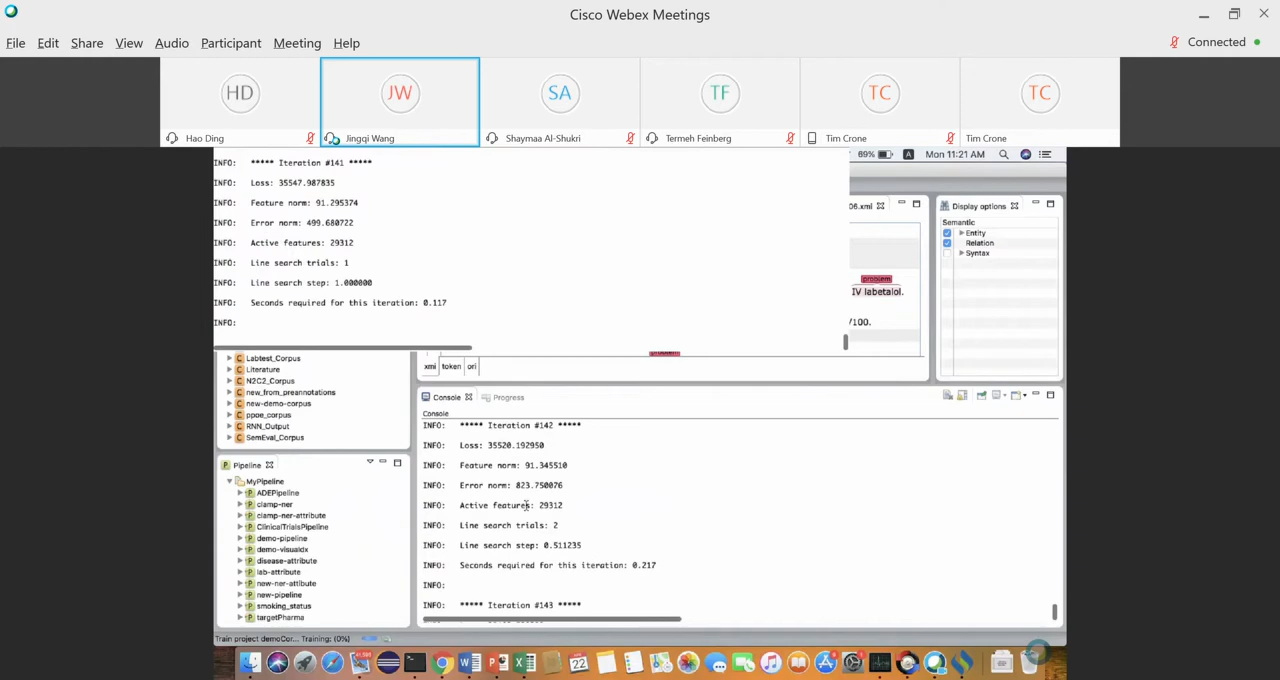 Cisco Webex Meetings
File Edit Share View Audio Participant Meeting Help
Connected
HD JW SA TF TC TC
Hao Ding Jingqi Wang Shaymaa Al-Shukri Termeh Feinberg Tim Crone Tim Crone
69% A Mon 11:21 AM
INFO: ***** Iteration #141 *****
INFO: Loss: 35547.987835
INFO: Feature norm: 91.295374
INFO: Error norm: 499.680722
INFO: Active features: 29312
INFO: Line search trials: 1
INFO: Line search step: 1.000000
INFO: Seconds required for this iteration: 0.117
INFO:
06.xml
problem
IV labetalol.
/100.
Display options
Semantic
Entity
Relation
Syntax
problem
xmi token ori
C Labtest_Corpus
C Literature
C N2C2_Corpus
C new_from_preannotations
C new-demo-corpus
C ppoe_corpus
C RNN_Output
C SemEval_Corpus
P Pipeline
MyPipeline
P ADEPipeline
P clamp-ner
P clamp-ner-attribute
P ClinicalTrialsPipeline
P demo-pipeline
P demo-visualdx
P disease-attribute
P lab-attribute
P new-ner-attribute
P new-pipeline
P smoking_status
P targetPharma
Console Progress
Console
INFO: ***** Iteration #142 *****
INFO: Loss: 35520.192950
INFO: Feature norm: 91.345510
INFO: Error norm: 823.750076
INFO: Active features: 29312
INFO: Line search trials: 2
INFO: Line search step: 0.511235
INFO: Seconds required for this iteration: 0.217
INFO:
INFO: ***** Iteration #143 *****
Train project demoCor... Training: (0%)
22